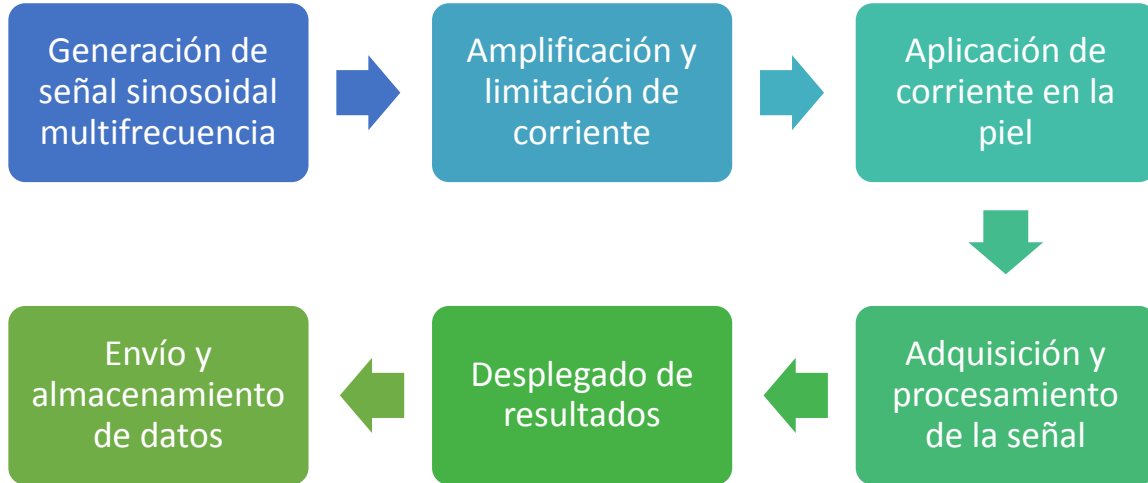 Generación de
señal sinosoidal
multifrecuencia
Amplificación y
limitación de
corriente
Aplicación de
corriente en la
piel
Adquisición y
procesamiento
de la señal
Desplegado de
resultados
Envío y
almacenamiento
de datos